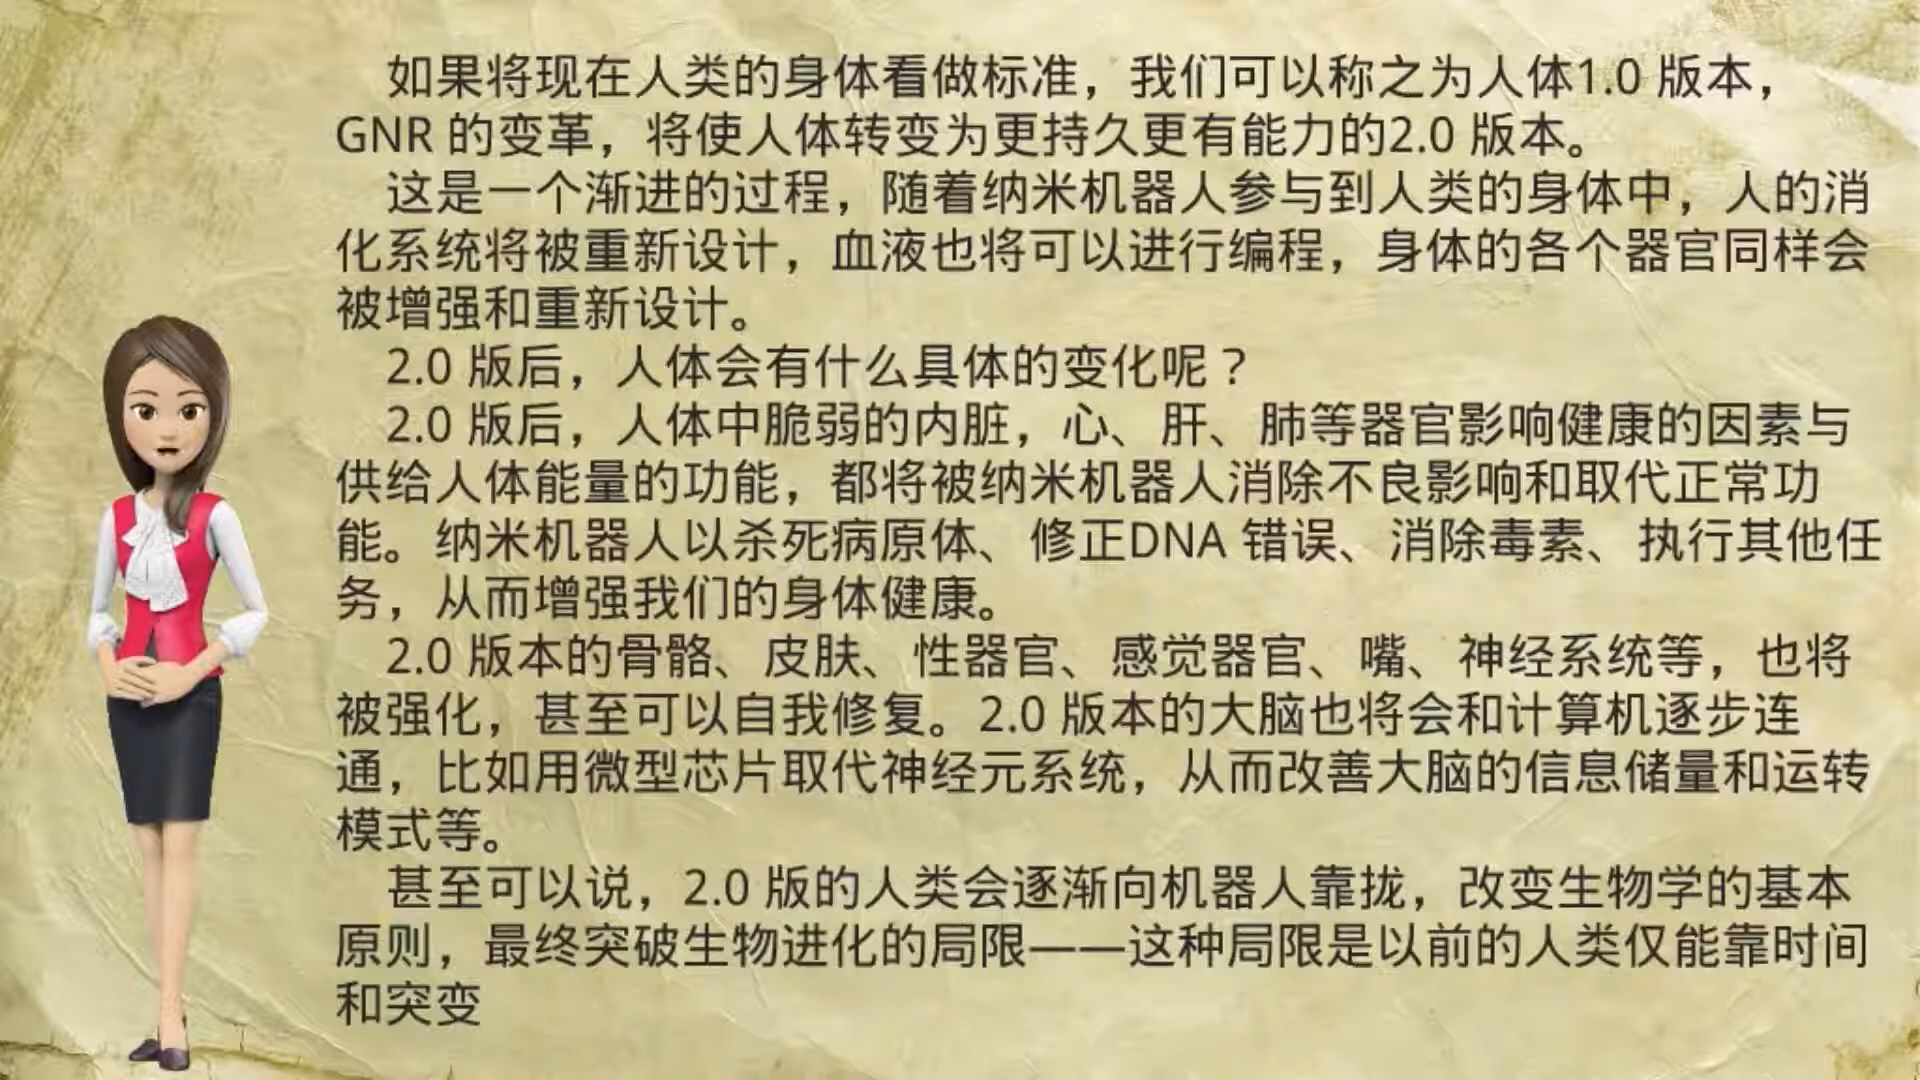 如果将现在人类的身体看做标准，我们可以称之为人体1.0 版本，
GNR 的变革，将使人体转变为更持久更有能力的2.0 版本。
这是一个渐进的过程，随着纳米机器人参与到人类的身体中，人的消
化系统将被重新设计，血液也将可以进行编程，身体的各个器官同样会
被增强和重新设计。
2.0 版后，人体会有什么具体的变化呢？
2.0 版后，人体中脆弱的内脏，心、肝、肺等器官影响健康的因素与
供给人体能量的功能，都将被纳米机器人消除不良影响和取代正常功
能。纳米机器人以杀死病原体、修正DNA 错误、消除毒素、执行其他任
务，从而增强我们的身体健康。
2.0 版本的骨骼、皮肤、性器官、感觉器官、嘴、神经系统等，也将
被强化，甚至可以自我修复。2.0 版本的大脑也将会和计算机逐步连
通，比如用微型芯片取代神经元系统，从而改善大脑的信息储量和运转
模式等。
甚至可以说，2.0 版的人类会逐渐向机器人靠拢，改变生物学的基本
原则，最终突破生物进化的局限——这种局限是以前的人类仅能靠时间
和突变